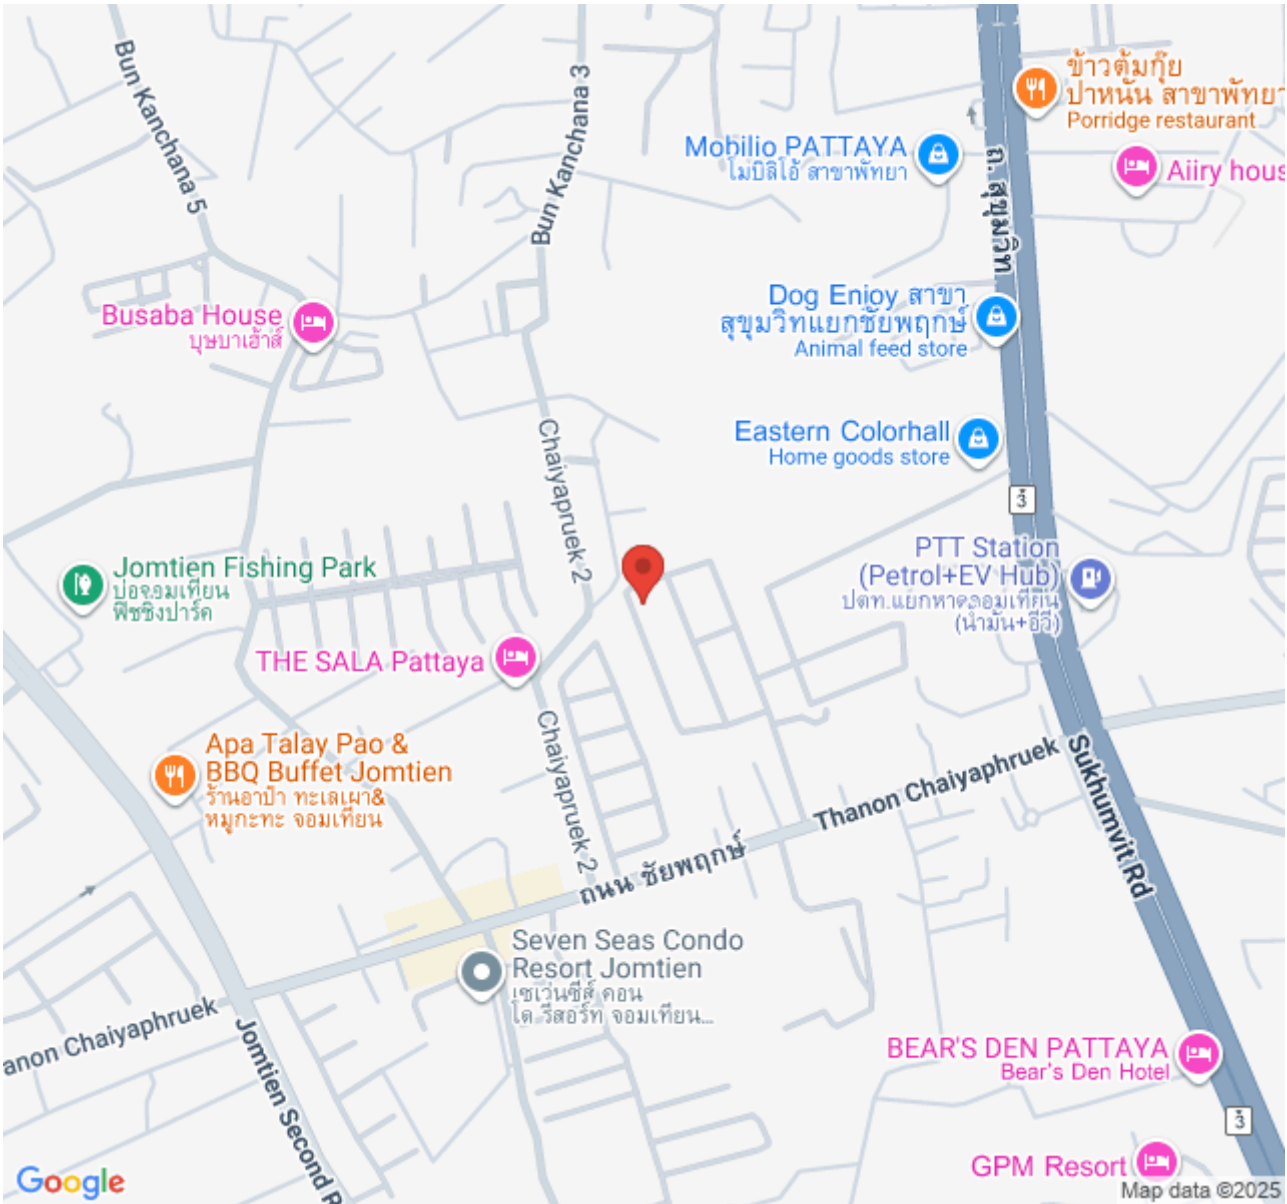 Bun Kanchana 5
Bun Kanchana 3
ข้าวต้มกุ๊ย
ปาหนัน สาขาพัทยา
Porridge restaurant
Mobilio PATTAYA
โมบิลิโอ้ สาขาพัทยา
Aiiry hous
ถ. สุขุมวิท
Busaba House
บุษบาเฮ้าส์
Dog Enjoy สาขา
สุขุมวิทแยกชัยพฤกษ์
Animal feed store
Eastern Colorhall
Home goods store
Chaiyapruek 2
3
Jomtien Fishing Park
บ่อจอมเทียน
ฟิชชิงปาร์ค
PTT Station
(Petrol+EV Hub)
ปตท.แยกหาดจอมเทียน
(น้ำมัน+อีวี)
THE SALA Pattaya
Chaiyapruek 2
Apa Talay Pao &
BBQ Buffet Jomtien
ร้านอาป๋า ทะเลเผา&
หมูกะทะ จอมเทียน
Thanon Chaiyaphruek
Sukhumvit Rd
ถนน ชัยพฤกษ์
Seven Seas Condo
Resort Jomtien
เซเว่นซีส์ คอน
โด รีสอร์ท จอมเทียน...
anon Chaiyaphruek
Jomtien Second R
BEAR'S DEN PATTAYA
Bear's Den Hotel
3
GPM Resort
Google
Map data ©2025